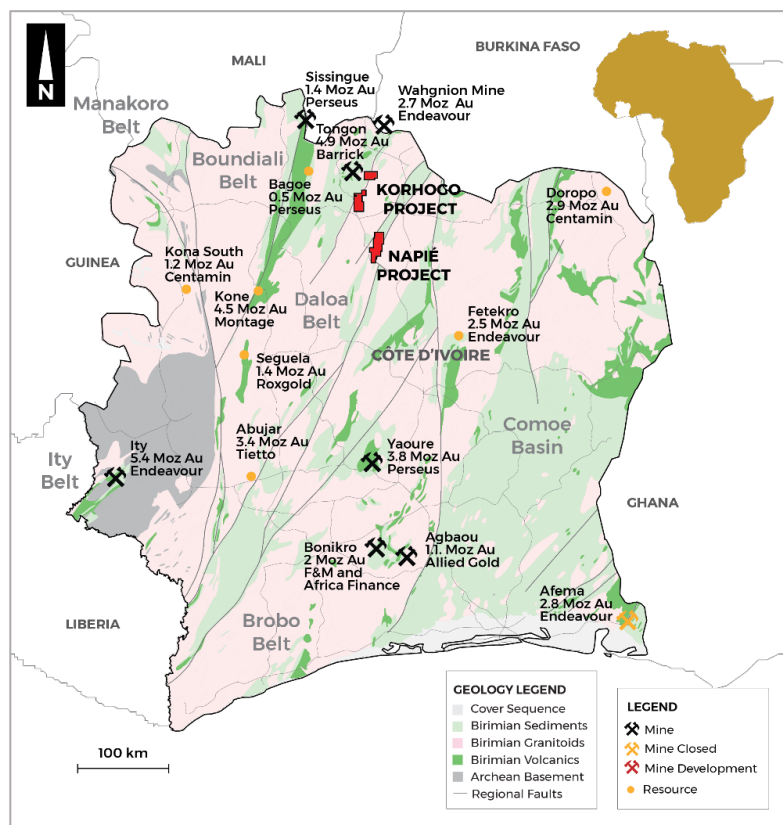 MALI
BURKINA FASO
N
Sissingue
1.4 Moz Au
Perseus
Wahgnion Mine
2.7 Moz Au
Endeavour
Manakoro
Belt
Tongon
4.9 Moz Au
Barrick
Boundiali
Belt
Bagoe
0.5 Moz Au
Perseus
KORHOGO
PROJECT
Doropo
2.9 Moz Au
Centamin
NAPIÉ
PROJECT
GUINEA
Kona South
1.2 Moz Au
Centamin
Kone
4.5 Moz Au
Montage
Daloa
Belt
Fetekro
2.5 Moz Au
Endeavour
CÔTE D'IVOIRE
Seguela
1.4 Moz Au
Roxgold
Comoe
Basin
Abujar
3.4 Moz Au
Tietto
Yaoure
3.8 Moz Au
Perseus
Ity
5.4 Moz Au
Endeavour
Ity
Belt
GHANA
Bonikro
2 Moz Au
F&M and
Africa Finance
Agbaou
1.1. Moz Au
Allied Gold
Afema
2.8 Moz Au
Endeavour
LIBERIA
Brobo
Belt
100 km
GEOLOGY LEGEND
Cover Sequence
Birimian Sediments
Birimian Granitoids
Birimian Volcanics
Archean Basement
Regional Faults
LEGEND
Mine
Mine Closed
Mine Development
Resource